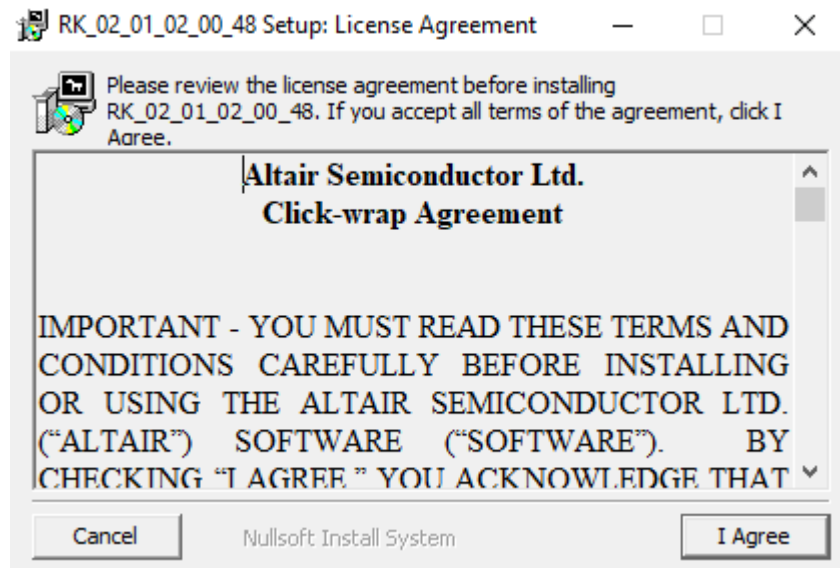 RK_02_01_02_00_48 Setup: License Agreement
Please review the license agreement before installing
RK_02_01_02_00_48. If you accept all terms of the agreement, click I
Agree.
Altair Semiconductor Ltd.
Click-wrap Agreement
IMPORTANT - YOU MUST READ THESE TERMS AND
CONDITIONS CAREFULLY BEFORE INSTALLING
OR USING THE ALTAIR SEMICONDUCTOR LTD.
(“ALTAIR”) SOFTWARE (“SOFTWARE”). BY
CHECKING “I AGREE,” YOU ACKNOWLEDGE THAT
Cancel
Nullsoft Install System
I Agree